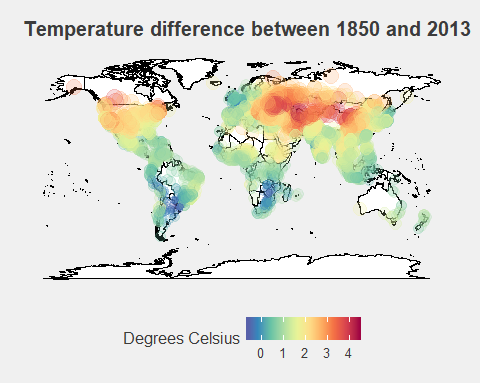 Temperature difference between 1850 and 2013
Degrees Celsius
0 1 2 3 4